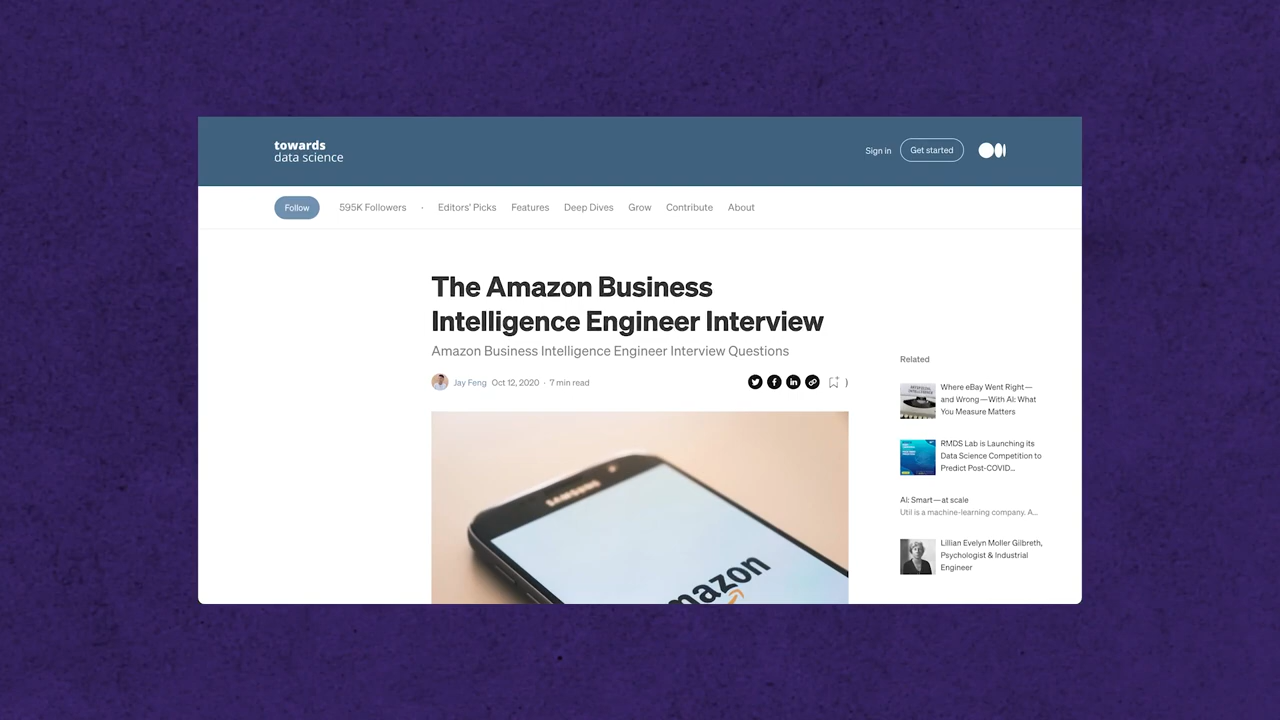 towards
data science
Sign in
Get started
Follow
595K Followers
·
Editors' Picks
Features
Deep Dives
Grow
Contribute
About
The Amazon Business
Intelligence Engineer Interview
Amazon Business Intelligence Engineer Interview Questions
Jay Feng Oct 12, 2020 · 7 min read
SAMSUNG
mazon
Related
Where eBay Went Right—
and Wrong—With AI: What
You Measure Matters
RMDS Lab is Launching its
Data Science Competition to
Predict Post-COVID...
AI: Smart—at scale
Util is a machine-learning company. A...
Lillian Evelyn Moller Gilbreth,
Psychologist & Industrial
Engineer